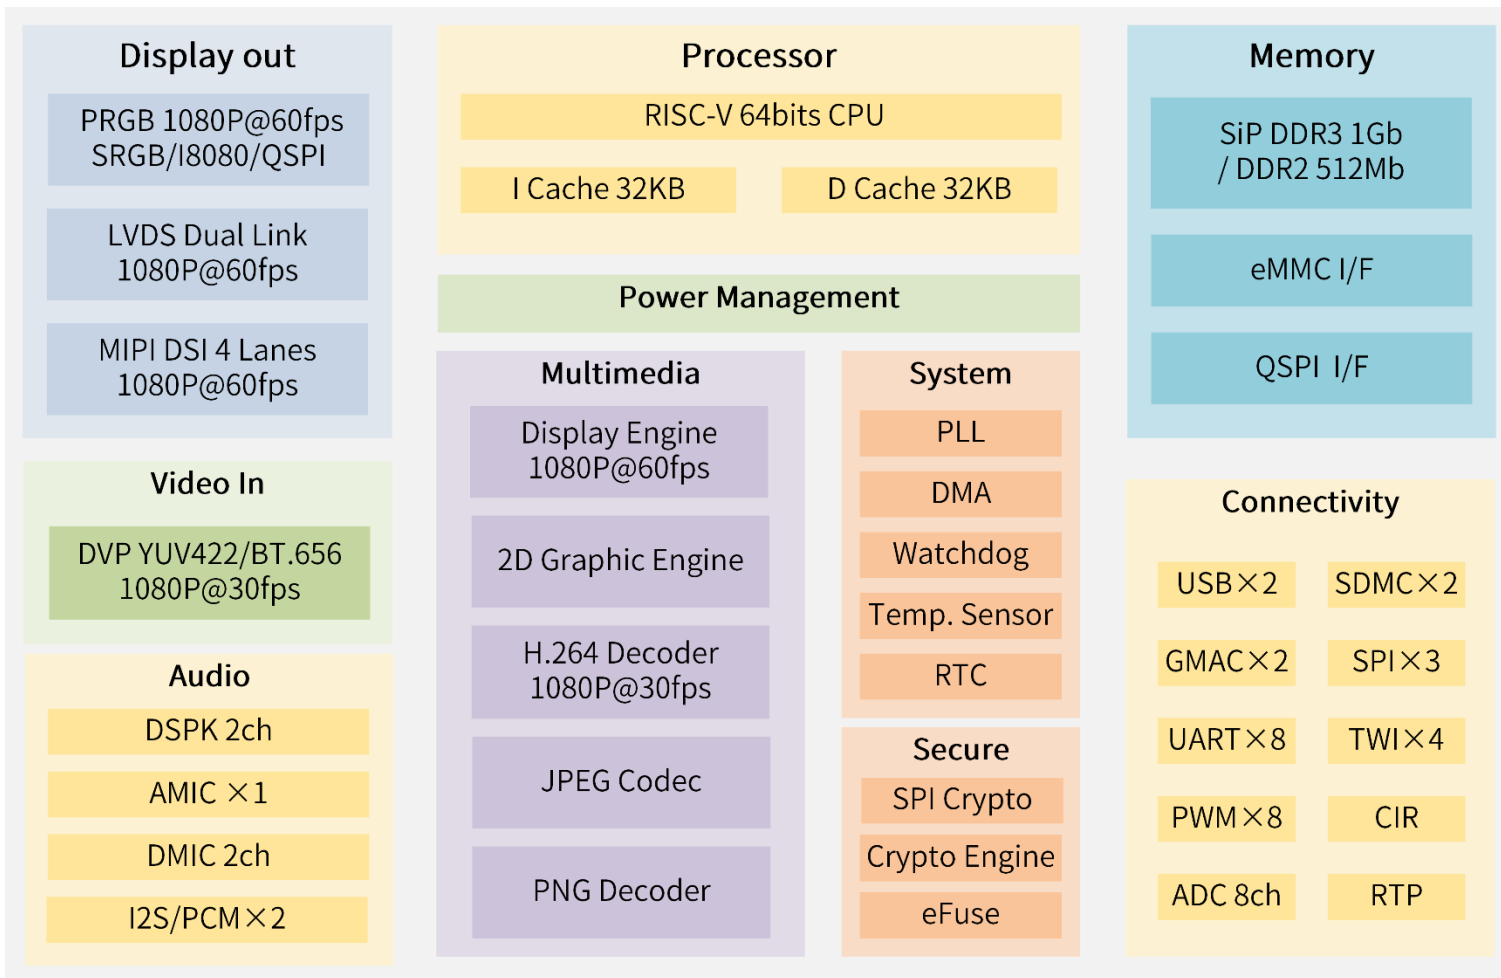 Display out
PRGB 1080P@60fps
SRGB/I8080/QSPI
LVDS Dual Link
1080P@60fps
MIPI DSI 4 Lanes
1080P@60fps
Video In
DVP YUV422/BT.656
1080P@30fps
Audio
DSPK 2ch
AMIC ×1
DMIC 2ch
I2S/PCM×2
Processor
RISC-V 64bits CPU
I Cache 32KB
D Cache 32KB
Power Management
Multimedia
Display Engine
1080P@60fps
2D Graphic Engine
H.264 Decoder
1080P@30fps
JPEG Codec
PNG Decoder
System
PLL
DMA
Watchdog
Temp. Sensor
RTC
Secure
SPI Crypto
Crypto Engine
eFuse
Memory
SiP DDR3 1Gb
/ DDR2 512Mb
eMMC I/F
QSPI I/F
Connectivity
USB×2
SDMC×2
GMAC×2
SPI×3
UART×8
TWI×4
PWM×8
CIR
ADC 8ch
RTP